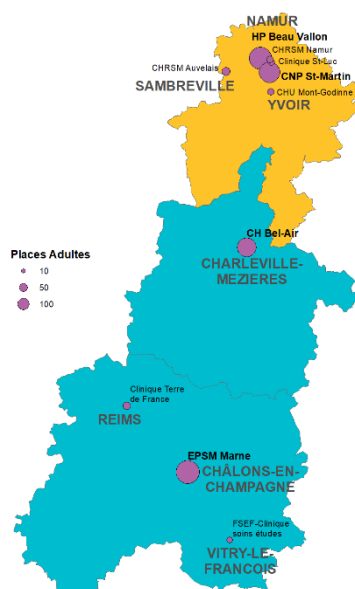 NAMUR
HP Beau Vallon
CHRSM Namur
Clinique St-Luc
CHRSM Auvelais
CNP St-Martin
SAMBREVILLE
CHU Mont-Godinne
YVOIR
CH Bel-Air
Places Adultes
10
50
100
CHARLEVILLE-
MEZIERES
Clinique Terre
de France
REIMS
EPSM Marne
CHÂLONS-EN-
CHAMPAGNE
FSEF-Clinique
soins études
VITRY-LE-
FRANCOIS